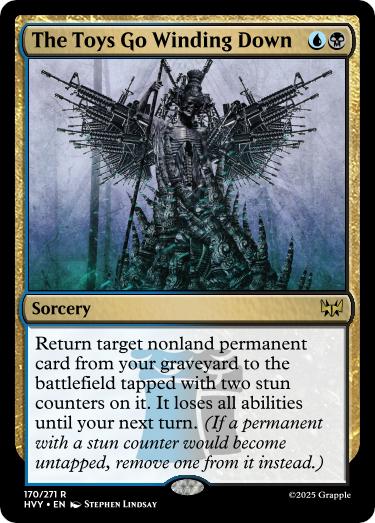 The Toys Go Winding Down
Sorcery
Return target nonland permanent
card from your graveyard to the
battlefield tapped with two stun
counters on it. It loses all abilities
until your next turn. (If a permanent
with a stun counter would become
untapped, remove one from it instead.)
170/271 R
HVY • EN Stephen Lindsay
©2025 Grapple